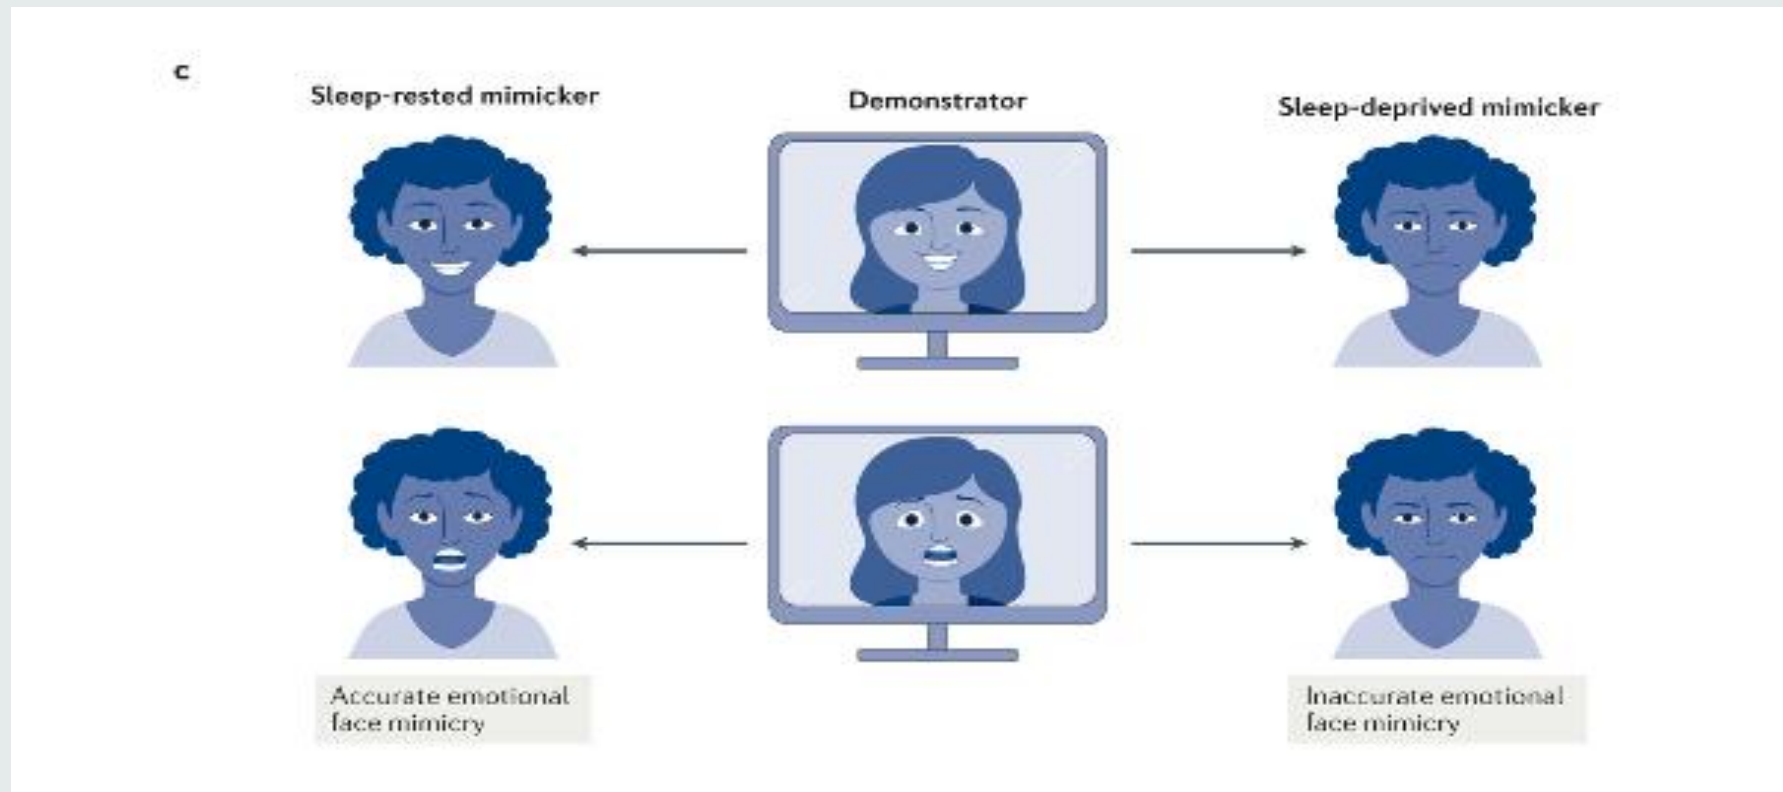 c
Sleep-rested mimicker
Demonstrator
Sleep-deprived mimicker
Accurate emotional
face mimicry
Inaccurate emotional
face mimicry